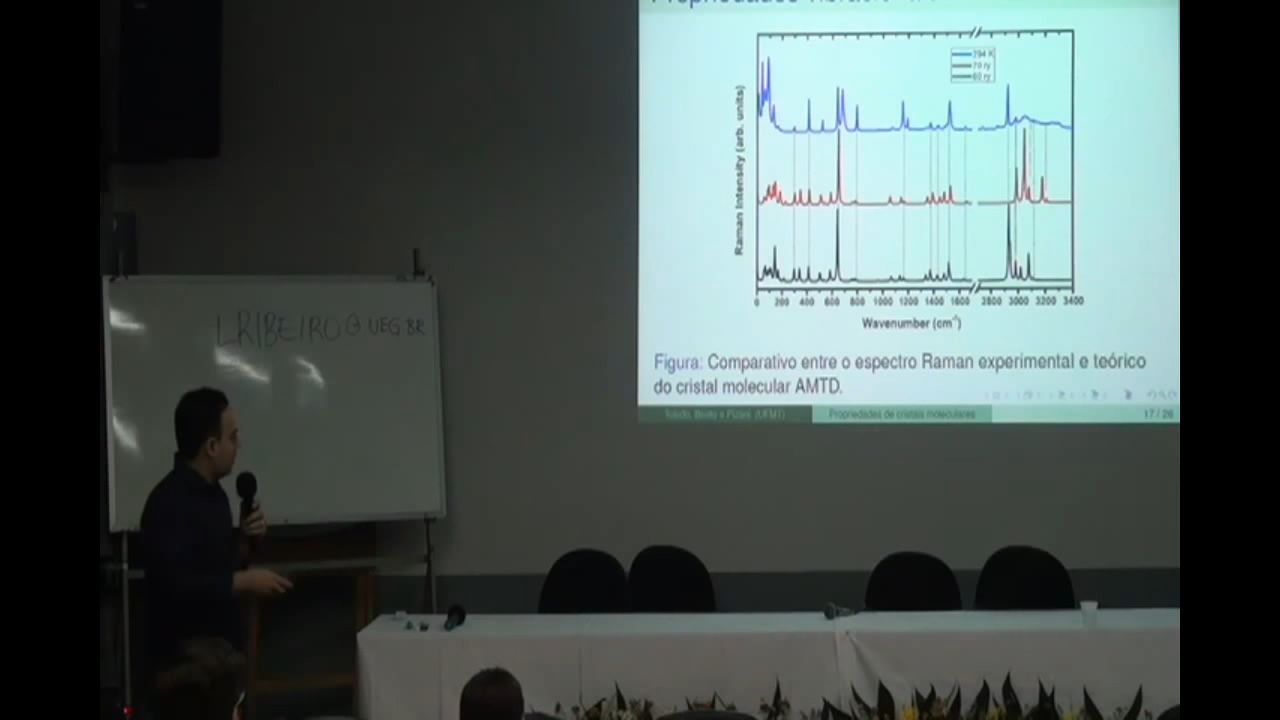 LRIBEIRO@UEG.BR
294 K
70 ry
60 ry
Raman Intensity (arb. units)
0 200 400 600 800 1000 1200 1400 1600 2800 3000 3200 3400
Wavenumber (cm⁻¹)
Figura: Comparativo entre o espectro Raman experimental e teórico
do cristal molecular AMTD.
Propriedades de cristais moleculares
17 / 26